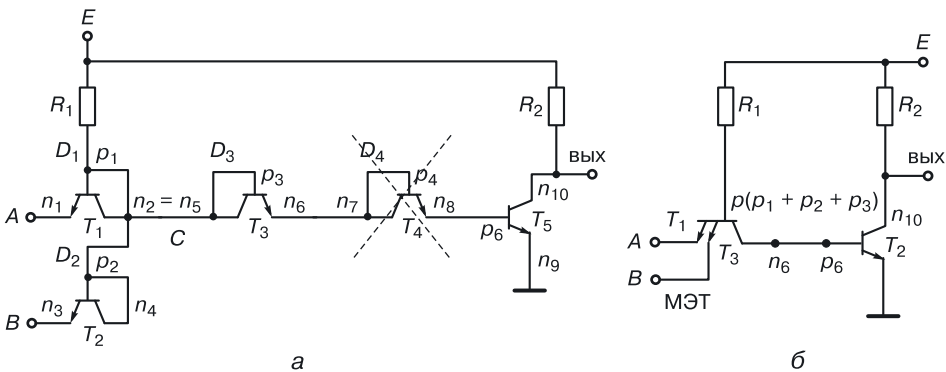 E
E
R₁
R₂
R₁
R₂
D₁
p₁
D₃
D₄
вых
вых
p₃
p₄
n₁₀
p(p₁ + p₂ + p₃)
A
n₁
n₂ = n₅
n₆
n₇
n₈
T₁
n₁₀
T₁
C
T₃
T₄
p₆
T₅
A
T₃
T₂
D₂
p₂
n₉
n₆
p₆
B
n₃
n₄
МЭТ
B
T₂
а
б